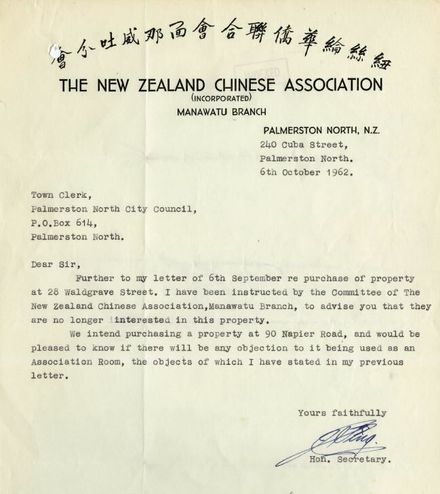 紐絲綸華僑聯合會面那威吐分會
THE NEW ZEALAND CHINESE ASSOCIATION
(INCORPORATED)
MANAWATU BRANCH
PALMERSTON NORTH, N.Z.
240 Cuba Street,
Palmerston North.
6th October 1962.
Town Clerk,
Palmerston North City Council,
P.O.Box 614,
Palmerston North.
Dear Sir,
Further to my letter of 6th September re purchase of property
at 28 Waldgrave Street. I have been instructed by the Committee of The
New Zealand Chinese Association,Manawatu Branch, to advise you that they
are no longer interested in this property.
We intend purchasing a property at 90 Napier Road, and would be
pleased to know if there will be any objection to it being used as an
Association Room, the objects of which I have stated in my previous
letter.
Yours faithfully
Hon. Secretary.